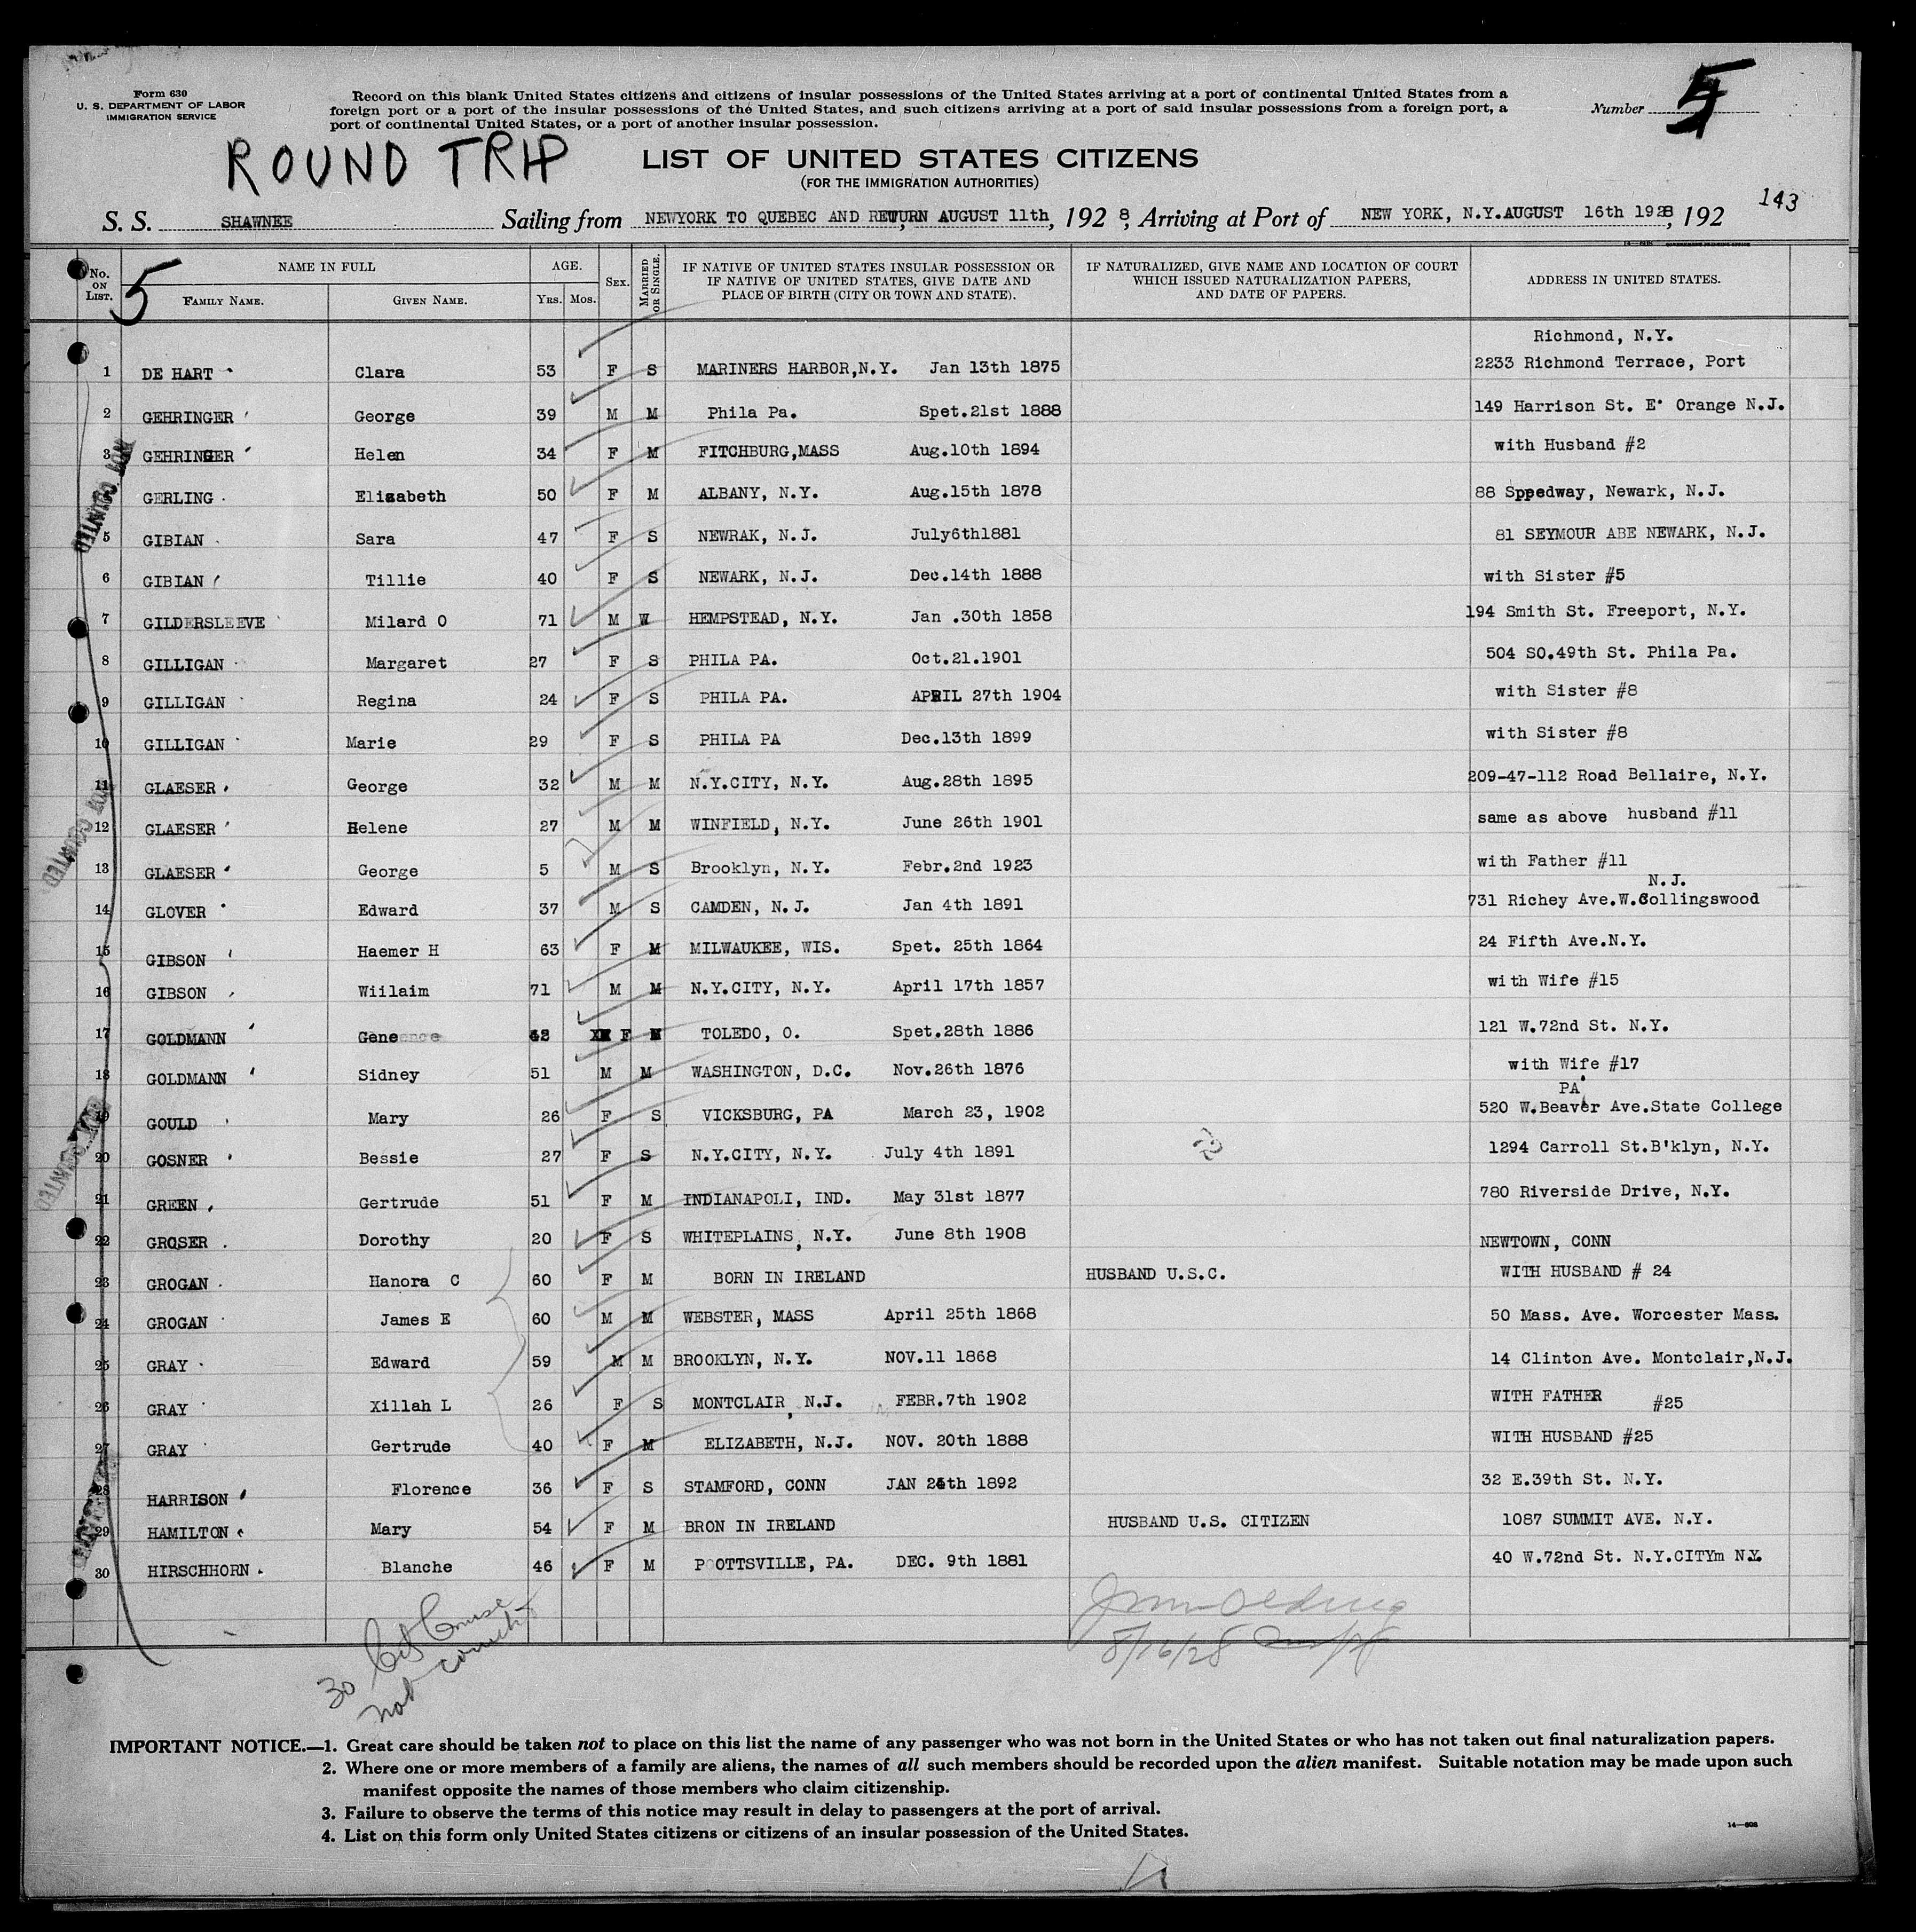 Form 630
U. S. DEPARTMENT OF LABOR
IMMIGRATION SERVICE
Record on this blank United States citizens and citizens of insular possessions of the United States arriving at a port of continental United States from a
foreign port or a port of the insular possessions of the United States, and such citizens arriving at a port of said insular possessions from a foreign port, a
port of continental United States, or a port of another insular possession.
Number 5
ROUND TRIP
LIST OF UNITED STATES CITIZENS
(FOR THE IMMIGRATION AUTHORITIES)
143
S. S. SHAWNEE Sailing from NEWYORK TO QUEBEC AND RETURN AUGUST 11th, 192 8, Arriving at Port of NEW YORK, N.Y. AUGUST 16th 1928, 192
5
No. ON LIST. NAME IN FULL FAMILY NAME. GIVEN NAME. AGE. YRS. MOS. SEX. MARRIED OR SINGLE. IF NATIVE OF UNITED STATES INSULAR POSSESSION OR IF NATIVE OF UNITED STATES, GIVE DATE AND PLACE OF BIRTH (CITY OR TOWN AND STATE). IF NATURALIZED, GIVE NAME AND LOCATION OF COURT WHICH ISSUED NATURALIZATION PAPERS, AND DATE OF PAPERS. ADDRESS IN UNITED STATES.
Richmond, N.Y.
1 DE HART Clara 53 F S MARINERS HARBOR,N.Y. Jan 13th 1875 2233 Richmond Terrace, Port
2 GEHRINGER George 39 M M Phila Pa. Spet.21st 1888 149 Harrison St. E. Orange N.J.
3 GEHRINGER Helen 34 F M FITCHBURG,MASS Aug.10th 1894 with Husband #2
GERLING Elizabeth 50 F M ALBANY, N.Y. Aug.15th 1878 88 Sppedway, Newark, N.J.
5 GIBIAN Sara 47 F S NEWRAK, N.J. July6th1881 81 SEYMOUR ABE NEWARK, N.J.
6 GIBIAN Tillie 40 F S NEWARK, N.J. Dec.14th 1888 with Sister #5
7 GILDERSLEEVE Milard O 71 M W HEMPSTEAD, N.Y. Jan .30th 1858 194 Smith St. Freeport, N.Y.
8 GILLIGAN Margaret 27 F S PHILA PA. Oct.21.1901 504 SO.49th St. Phila Pa.
9 GILLIGAN Regina 24 F S PHILA PA. APRIL 27th 1904 with Sister #8
10 GILLIGAN Marie 29 F S PHILA PA Dec.13th 1899 with Sister #8
11 GLAESER George 32 M M N.Y.CITY, N.Y. Aug.28th 1895 209-47-112 Road Bellaire, N.Y.
12 GLAESER Helene 27 M M WINFIELD, N.Y. June 26th 1901 same as above husband #11
13 GLAESER George 5 M S Brooklyn, N.Y. Febr.2nd 1923 with Father #11
N.J.
14 GLOVER Edward 37 M S CAMDEN, N.J. Jan 4th 1891 731 Richey Ave.W.Collingswood
15 GIBSON Haemer H 63 F M MILWAUKEE, WIS. Spet. 25th 1864 24 Fifth Ave.N.Y.
16 GIBSON Wiilaim 71 M M N.Y.CITY, N.Y. April 17th 1857 with Wife #15
17 GOLDMANN Gene 42 F M TOLEDO, O. Spet.28th 1886 121 W.72nd St. N.Y.
18 GOLDMANN Sidney 51 M M WASHINGTON, D.C. Nov.26th 1876 with Wife #17
PA
19 GOULD Mary 26 F S VICKSBURG, PA March 23, 1902 520 W.Beaver Ave.State College
20 GOSNER Bessie 27 F S N.Y.CITY, N.Y. July 4th 1891 1294 Carroll St.B'klyn, N.Y.
21 GREEN, Gertrude 51 F M INDIANAPOLI, IND. May 31st 1877 780 Riverside Drive, N.Y.
22 GROSER Dorothy 20 F S WHITEPLAINS, N.Y. June 8th 1908 NEWTOWN, CONN
23 GROGAN Hanora C 60 F M BORN IN IRELAND HUSBAND U.S.C. WITH HUSBAND # 24
24 GROGAN James E 60 M M WEBSTER, MASS April 25th 1868 50 Mass. Ave. Worcester Mass.
25 GRAY Edward 59 M M BROOKLYN, N.Y. NOV.11 1868 14 Clinton Ave. Montclair,N.J.
26 GRAY Xillah L 26 F S MONTCLAIR, N.J. FEBR.7th 1902 WITH FATHER #25
27 GRAY Gertrude 40 F M ELIZABETH, N.J. NOV. 20th 1888 WITH HUSBAND #25
28 HARRISON Florence 36 F S STAMFORD, CONN JAN 24th 1892 32 E.39th St. N.Y.
29 HAMILTON Mary 54 F M BRON IN IRELAND HUSBAND U.S. CITIZEN 1087 SUMMIT AVE. N.Y.
30 HIRSCHHORN Blanche 46 F M POTTSVILLE, PA. DEC. 9th 1881 40 W.72nd St. N.Y.CITYm N.Y.
NOT COUNTED
NOT COUNTED
NOT COUNTED
30 Cit Cruise
not count
8/16/28
IMPORTANT NOTICE.—1. Great care should be taken not to place on this list the name of any passenger who was not born in the United States or who has not taken out final naturalization papers.
2. Where one or more members of a family are aliens, the names of all such members should be recorded upon the alien manifest. Suitable notation may be made upon such
manifest opposite the names of those members who claim citizenship.
3. Failure to observe the terms of this notice may result in delay to passengers at the port of arrival.
4. List on this form only United States citizens or citizens of an insular possession of the United States.
14—608